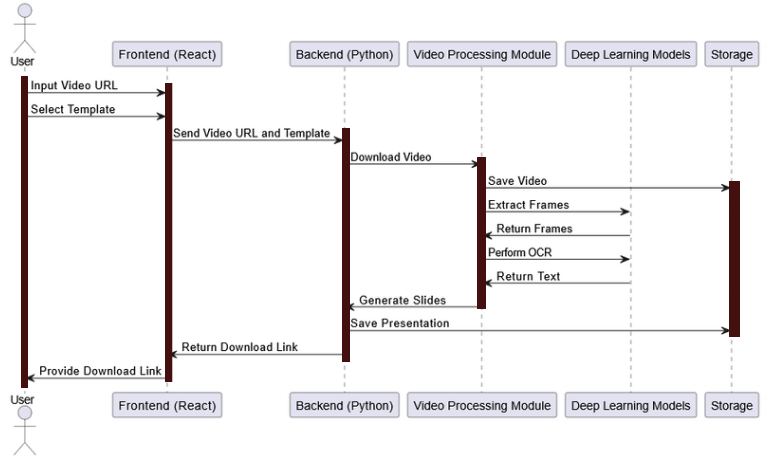 User
Frontend (React)
Backend (Python)
Video Processing Module
Deep Learning Models
Storage
Input Video URL
Select Template
Send Video URL and Template
Download Video
Save Video
Extract Frames
Return Frames
Perform OCR
Return Text
Generate Slides
Save Presentation
Return Download Link
Provide Download Link
User
Frontend (React)
Backend (Python)
Video Processing Module
Deep Learning Models
Storage